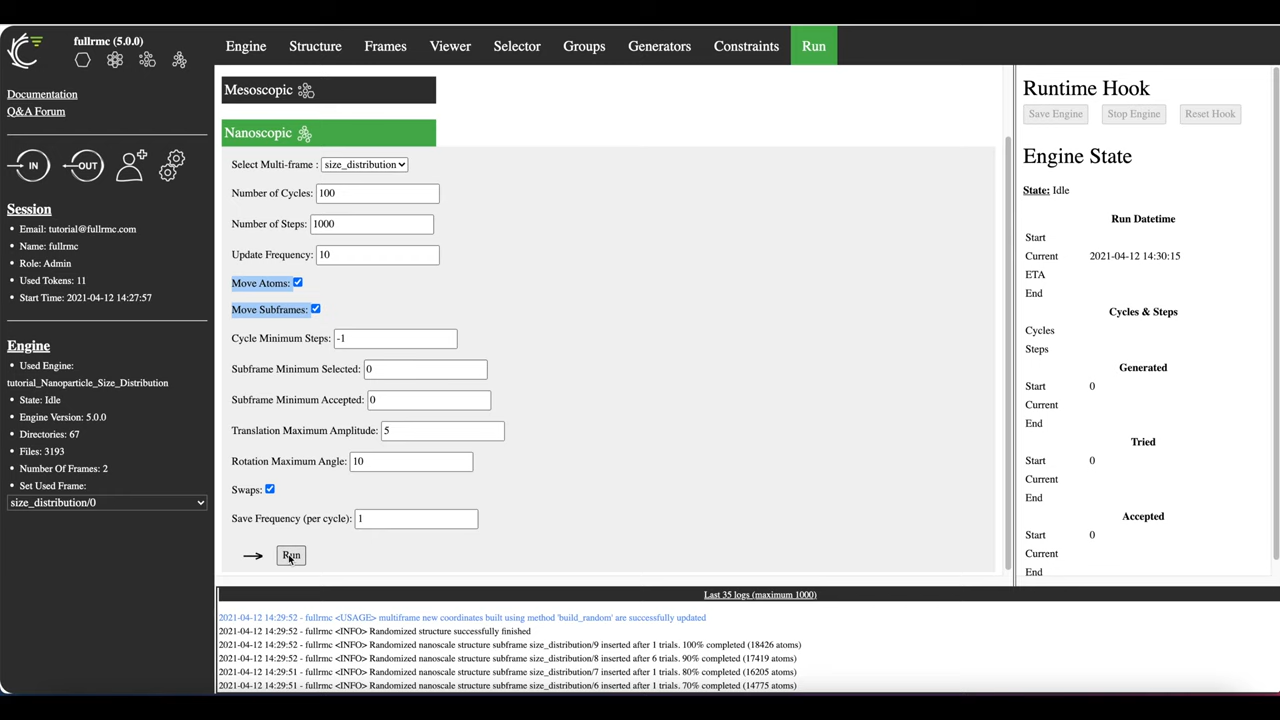 fullrmc (5.0.0)
Engine Structure Frames Viewer Selector Groups Generators Constraints Run
Documentation
Q&A Forum
IN OUT
Session
• Email: tutorial@fullrmc.com
• Name: fullrmc
• Role: Admin
• Used Tokens: 11
• Start Time: 2021-04-12 14:27:57
Engine
• Used Engine:
tutorial_Nanoparticle_Size_Distribution
• State: Idle
• Engine Version: 5.0.0
• Directories: 67
• Files: 3193
• Number Of Frames: 2
• Set Used Frame:
size_distribution/0
Mesoscopic
Nanoscopic
Select Multi-frame : size_distribution
Number of Cycles: 100
Number of Steps: 1000
Update Frequency: 10
Move Atoms:
Move Subframes:
Cycle Minimum Steps: -1
Subframe Minimum Selected: 0
Subframe Minimum Accepted: 0
Translation Maximum Amplitude: 5
Rotation Maximum Angle: 10
Swaps:
Save Frequency (per cycle): 1
Run
Runtime Hook
Save Engine Stop Engine Reset Hook
Engine State
State: Idle
Run Datetime
Start
Current 2021-04-12 14:30:15
ETA
End
Cycles & Steps
Cycles
Steps
Generated
Start 0
Current
End
Tried
Start 0
Current
End
Accepted
Start 0
Current
End
Last 35 logs (maximum 1000)
2021-04-12 14:29:52 - fullrmc <USAGE> multiframe new coordinates built using method 'build_random' are successfully updated
2021-04-12 14:29:52 - fullrmc <INFO> Randomized structure successfully finished
2021-04-12 14:29:52 - fullrmc <INFO> Randomized nanoscale structure subframe size_distribution/9 inserted after 1 trials. 100% completed (18426 atoms)
2021-04-12 14:29:52 - fullrmc <INFO> Randomized nanoscale structure subframe size_distribution/8 inserted after 6 trials. 90% completed (17419 atoms)
2021-04-12 14:29:51 - fullrmc <INFO> Randomized nanoscale structure subframe size_distribution/7 inserted after 1 trials. 80% completed (16205 atoms)
2021-04-12 14:29:51 - fullrmc <INFO> Randomized nanoscale structure subframe size_distribution/6 inserted after 1 trials. 70% completed (14775 atoms)